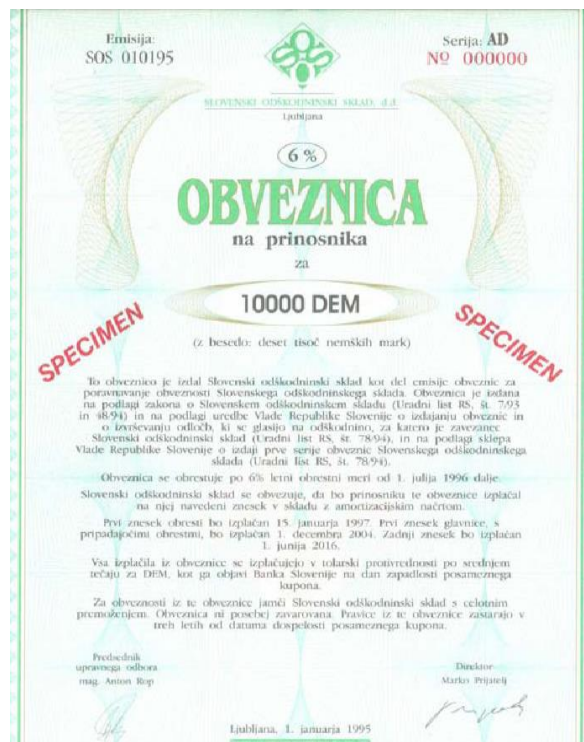 Emisija:
SOS 010195
Serija: AD
Nº 000000
SOS
SLOVENSKI ODŠKODNINSKI SKLAD, d.d.
Ljubljana
6 %
OBVEZNICA
na prinosnika
za
10000 DEM
SPECIMEN
SPECIMEN
(z besedo: deset tisoč nemških mark)
To obveznico je izdal Slovenski odškodninski sklad kot del emisije obveznic za
poravnavanje obveznosti Slovenskega odškodninskega sklada. Obveznica je izdana
na podlagi zakona o Slovenskem odškodninskem skladu (Uradni list RS, št. 7/93
in 48/94) in na podlagi uredbe Vlade Republike Slovenije o izdajanju obveznic in
o izvrševanju odločb, ki se glasijo na odškodnino, za katero je zavezanec
Slovenski odškodninski sklad (Uradni list RS, št. 78/94), in na podlagi sklepa
Vlade Republike Slovenije o izdaji prve serije obveznic Slovenskega odškodninskega
sklada (Uradni list RS, št. 78/94).
Obveznica se obrestuje po 6% letni obrestni meri od 1. julija 1996 dalje.
Slovenski odškodninski sklad se obvezuje, da bo prinosniku te obveznice izplačal
na njej navedeni znesek v skladu z amortizacijskim načrtom.
Prvi znesek obresti bo izplačan 15. januarja 1997. Prvi znesek glavnice, s
pripadajočimi obrestmi, bo izplačan 1. decembra 2004. Zadnji znesek bo izplačan
1. junija 2016.
Vsa izplačila iz obveznice se izplačujejo v tolarski protivrednosti po srednjem
tečaju za DEM, kot ga objavi Banka Slovenije na dan zapadlosti posameznega
kupona.
Za obveznosti iz te obveznice jamči Slovenski odškodninski sklad s celotnim
premoženjem. Obveznica ni posebej zavarovana. Pravice iz te obveznice zastarajo v
treh letih od datuma dospelosti posameznega kupona.
Predsednik
upravnega odbora
mag. Anton Rop
Direktor
Marko Prijatelj
Ljubljana, 1. januarja 1995